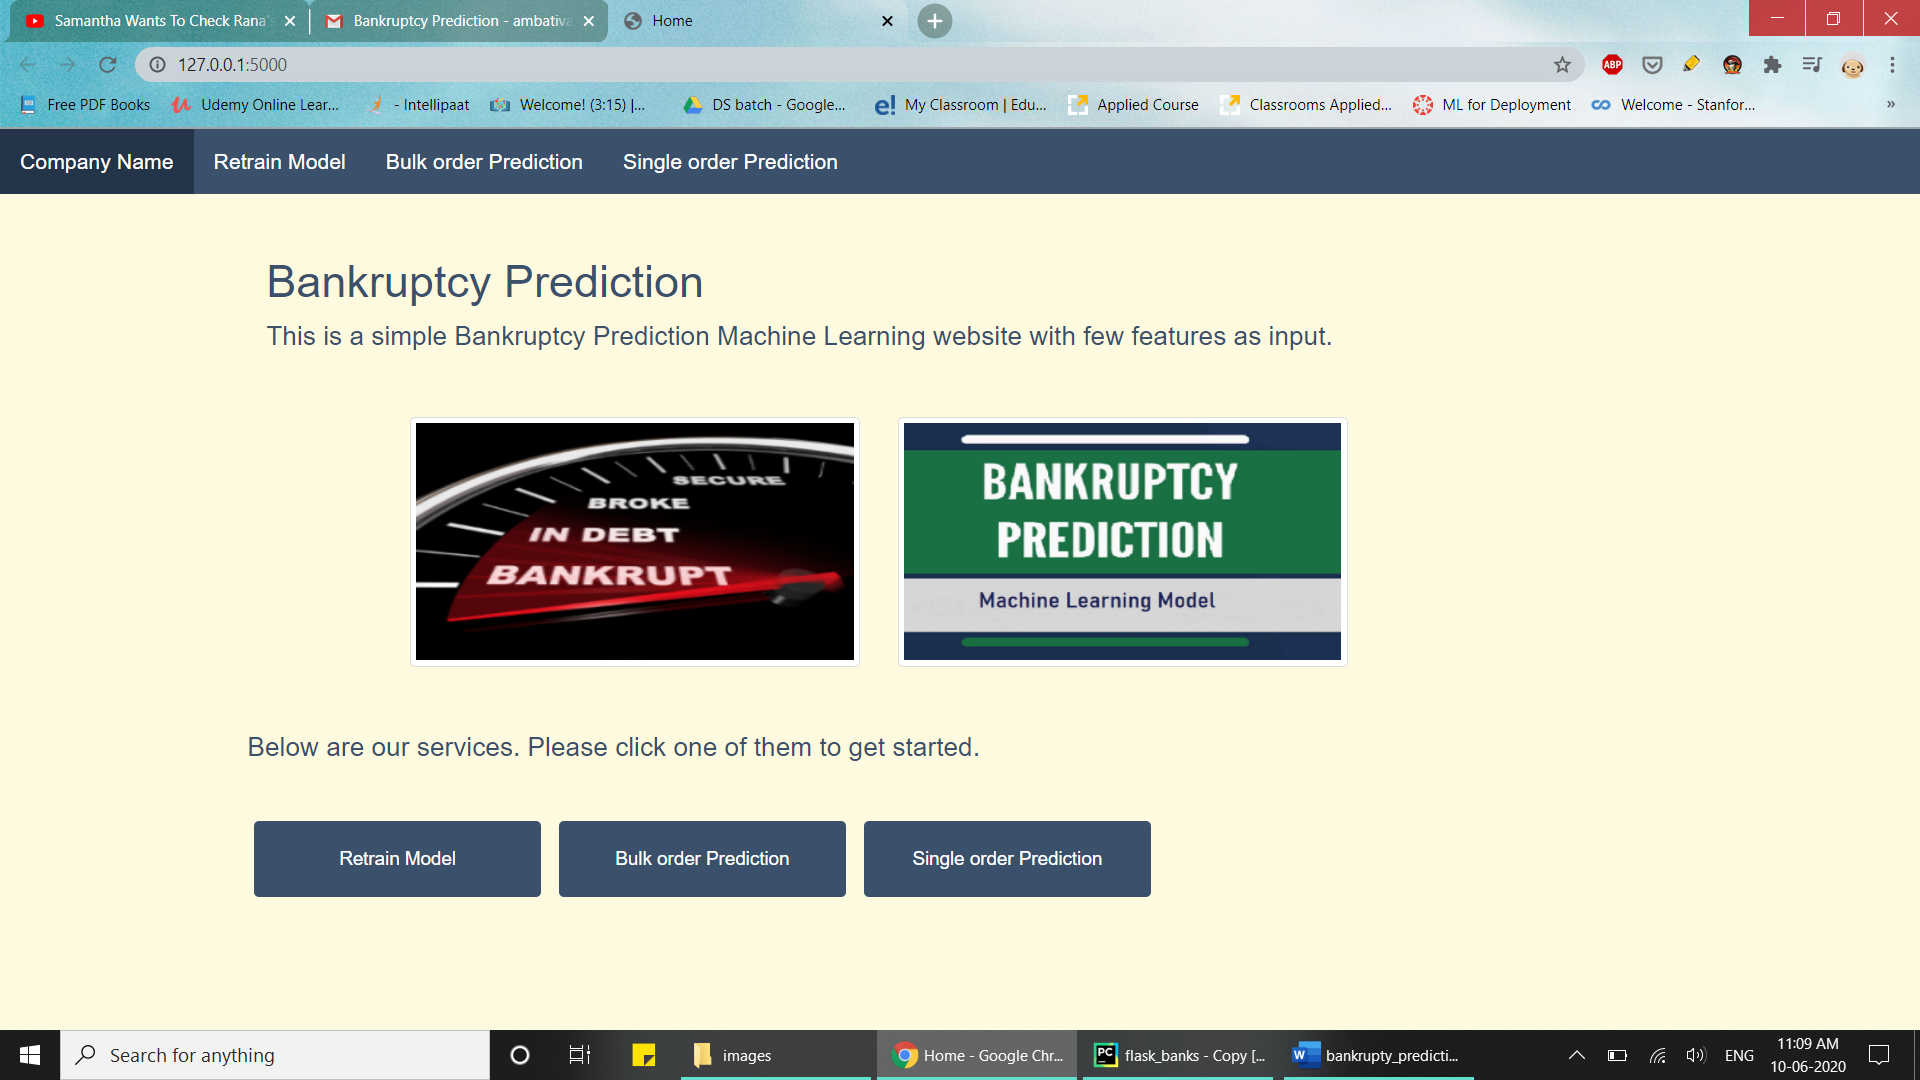 Samantha Wants To Check Rana'
Bankruptcy Prediction - ambativa
Home
127.0.0.1:5000
ABP
Free PDF Books
Udemy Online Lear...
- Intellipaat
Welcome! (3:15) |...
DS batch - Google...
e!
My Classroom | Edu...
Applied Course
Classrooms Applied...
ML for Deployment
Welcome - Stanfor...
»
Company Name
Retrain Model
Bulk order Prediction
Single order Prediction
Bankruptcy Prediction
This is a simple Bankruptcy Prediction Machine Learning website with few features as input.
SECURE
BROKE
IN DEBT
BANKRUPT
BANKRUPTCY
PREDICTION
Machine Learning Model
Below are our services. Please click one of them to get started.
Retrain Model
Bulk order Prediction
Single order Prediction
Search for anything
images
Home - Google Chr...
PC
flask_banks - Copy [...
W
bankrupty_predicti...
ENG
11:09 AM
10-06-2020